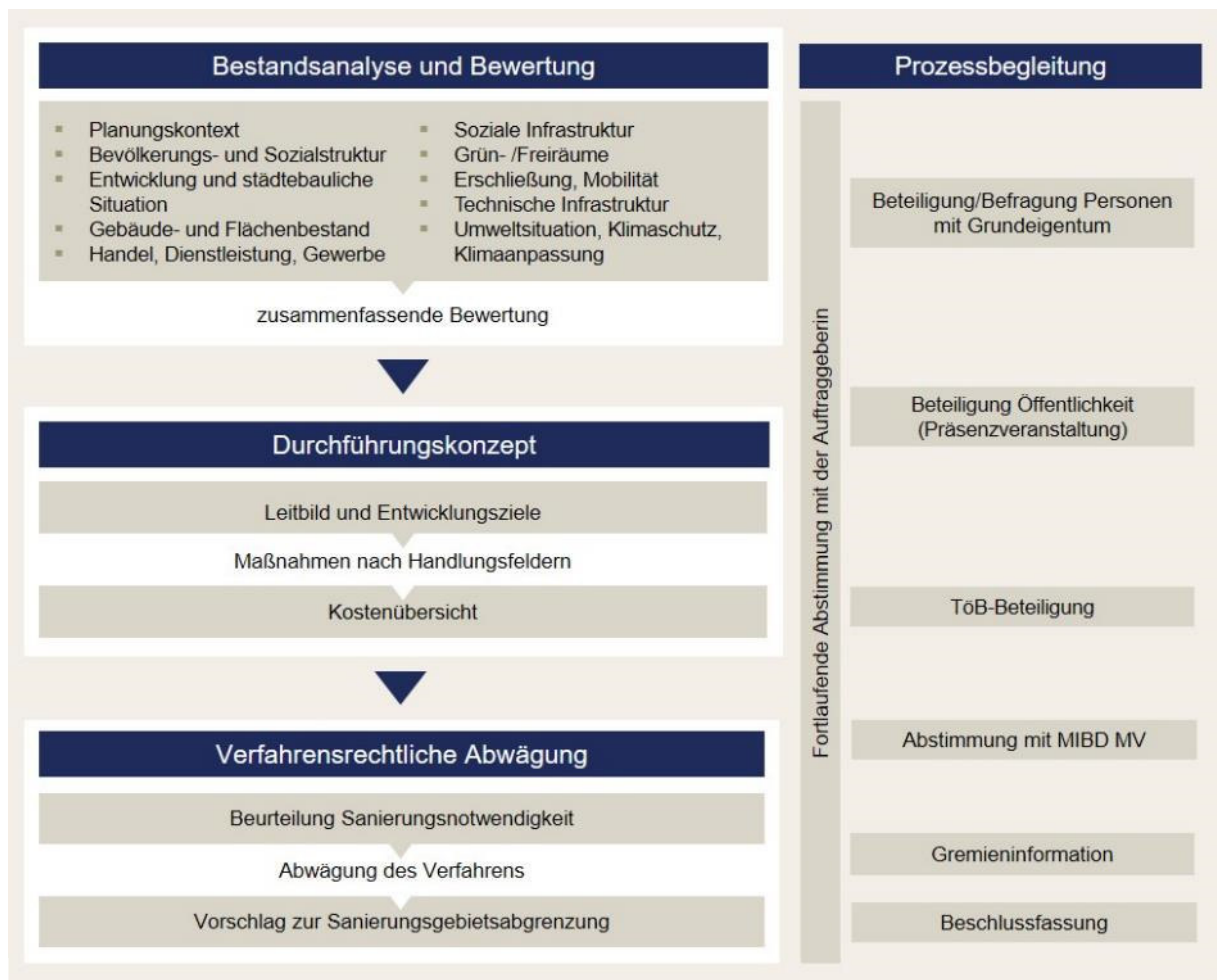 Bestandsanalyse und Bewertung
Planungskontext
Bevölkerungs- und Sozialstruktur
Entwicklung und städtebauliche
Situation
Gebäude- und Flächenbestand
Handel, Dienstleistung, Gewerbe
Soziale Infrastruktur
Grün- /Freiräume
Erschließung, Mobilität
Technische Infrastruktur
Umweltsituation, Klimaschutz,
Klimaanpassung
zusammenfassende Bewertung
Durchführungskonzept
Leitbild und Entwicklungsziele
Maßnahmen nach Handlungsfeldern
Kostenübersicht
Verfahrensrechtliche Abwägung
Beurteilung Sanierungsnotwendigkeit
Abwägung des Verfahrens
Vorschlag zur Sanierungsgebietsabgrenzung
Prozessbegleitung
Fortlaufende Abstimmung mit der Auftraggeberin
Beteiligung/Befragung Personen
mit Grundeigentum
Beteiligung Öffentlichkeit
(Präsenzveranstaltung)
TöB-Beteiligung
Abstimmung mit MIBD MV
Gremieninformation
Beschlussfassung